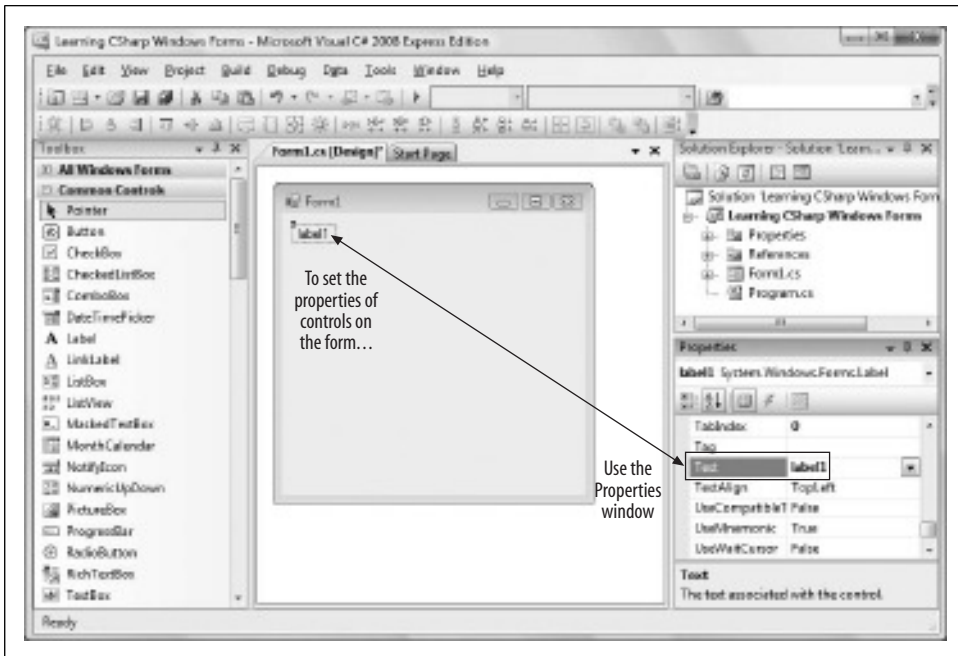 Learning CSharp Windows Forms - Microsoft Visual C# 2008 Express Edition
File Edit View Project Build Debug Data Tools Window Help
Toolbox
Form1.cs [Design]* Start Page
Solution Explorer - Solution 'Learn...
All Windows Forms
Common Controls
Pointer
Button
CheckBox
CheckedListBox
ComboBox
DateTimePicker
Label
LinkLabel
ListBox
ListView
MaskedTextBox
MonthCalendar
NotifyIcon
NumericUpDown
PictureBox
ProgressBar
RadioButton
RichTextBox
TextBox
Form1
label1
To set the
properties of
controls on
the form…
Use the
Properties
window
Solution 'Learning CSharp Windows Form
Learning CSharp Windows Forms
Properties
References
Form1.cs
Program.cs
Properties
label1 System.Windows.Forms.Label
TabIndex 0
Tag
Text label1
TextAlign TopLeft
UseCompatibleT False
UseMnemonic True
UseWaitCursor False
Text
The text associated with the control.
Ready